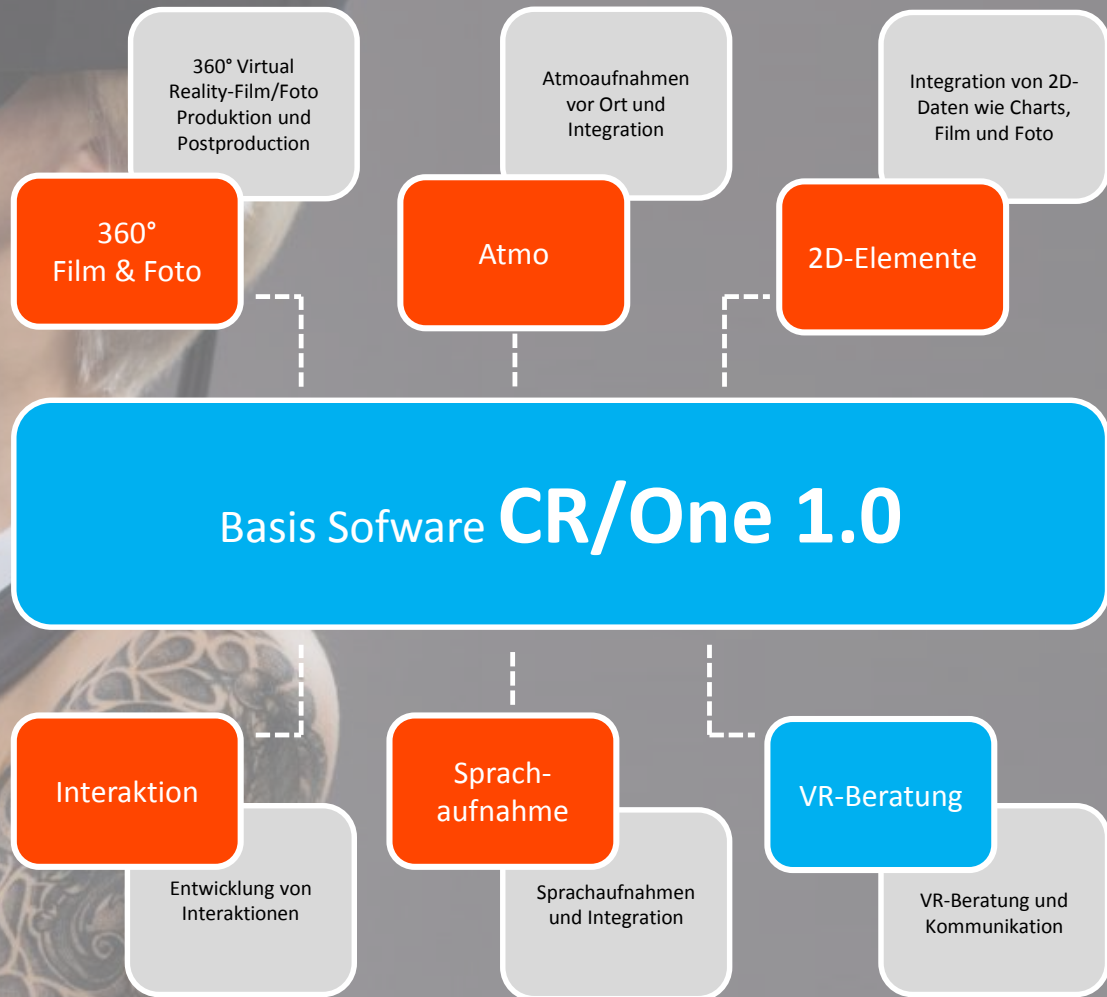 360° Virtual
Reality-Film/Foto
Produktion und
Postproduction
360°
Film & Foto
Atmoaufnahmen
vor Ort und
Integration
Atmo
Integration von 2D-
Daten wie Charts,
Film und Foto
2D-Elemente
Basis Sofware CR/One 1.0
Interaktion
Entwicklung von
Interaktionen
Sprach-
aufnahme
Sprachaufnahmen
und Integration
VR-Beratung
VR-Beratung und
Kommunikation